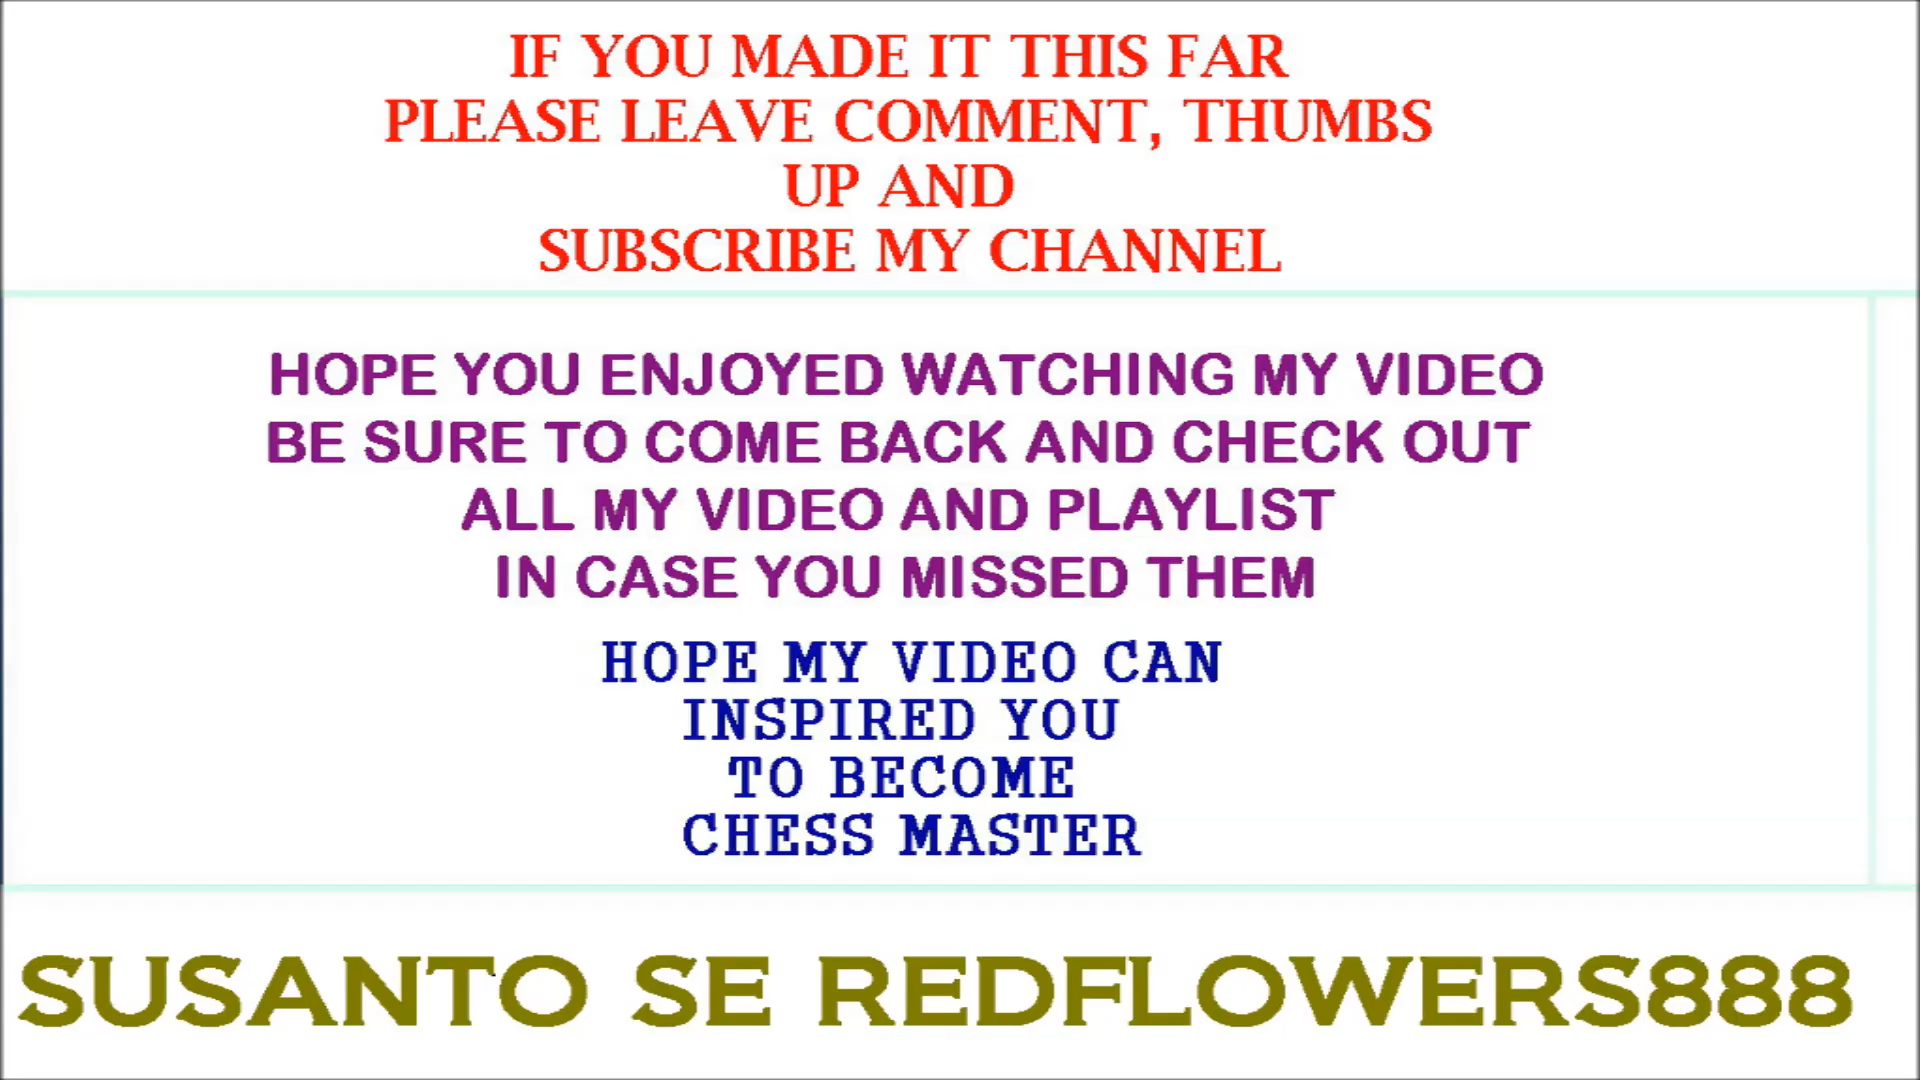 IF YOU MADE IT THIS FAR
PLEASE LEAVE COMMENT, THUMBS
UP AND
SUBSCRIBE MY CHANNEL
HOPE YOU ENJOYED WATCHING MY VIDEO
BE SURE TO COME BACK AND CHECK OUT
ALL MY VIDEO AND PLAYLIST
IN CASE YOU MISSED THEM
HOPE MY VIDEO CAN
INSPIRED YOU
TO BECOME
CHESS MASTER
SUSANTO SE REDFLOWERS888